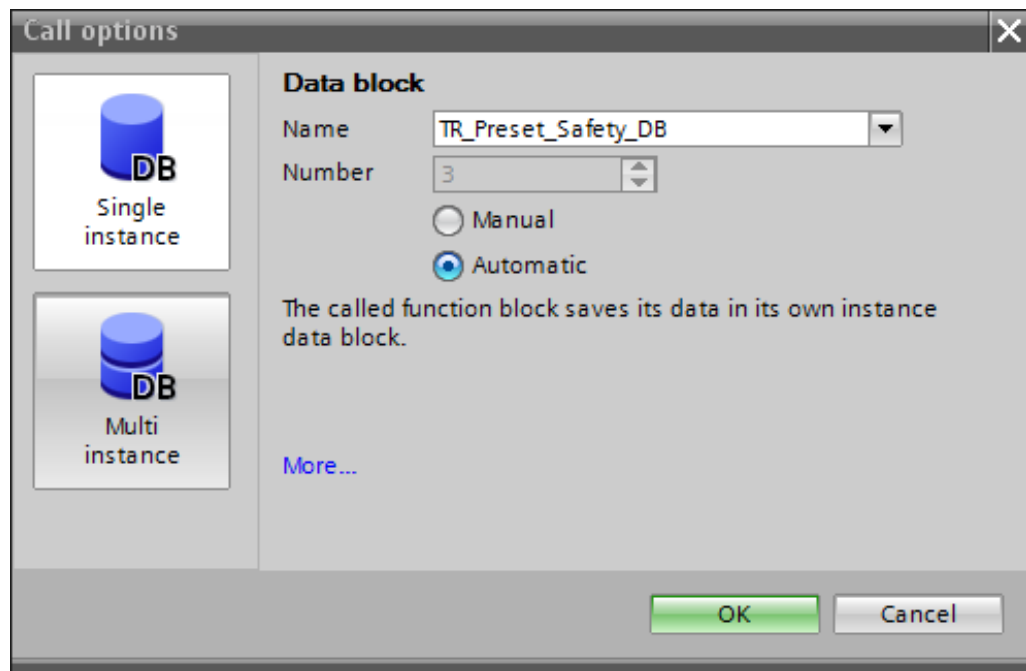 Call options
DB
Single
instance
DB
Multi
instance
Data block
Name TR_Preset_Safety_DB
Number 3
Manual
Automatic
The called function block saves its data in its own instance
data block.
More...
OK Cancel